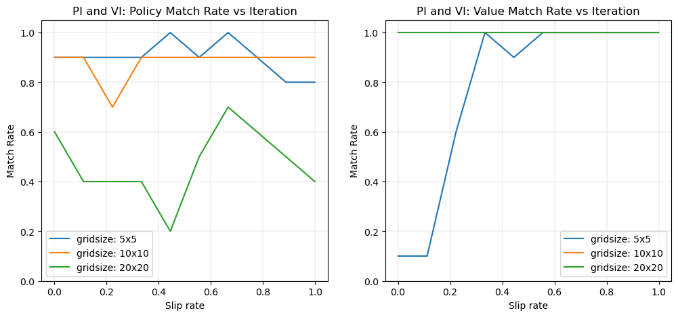 PI and VI: Policy Match Rate vs Iteration
Match Rate
1.0
0.8
0.6
0.4
0.2
0.0
gridsize: 5x5
gridsize: 10x10
gridsize: 20x20
0.0 0.2 0.4 0.6 0.8 1.0
Slip rate
PI and VI: Value Match Rate vs Iteration
Match Rate
1.0
0.8
0.6
0.4
0.2
0.0
gridsize: 5x5
gridsize: 10x10
gridsize: 20x20
0.0 0.2 0.4 0.6 0.8 1.0
Slip rate